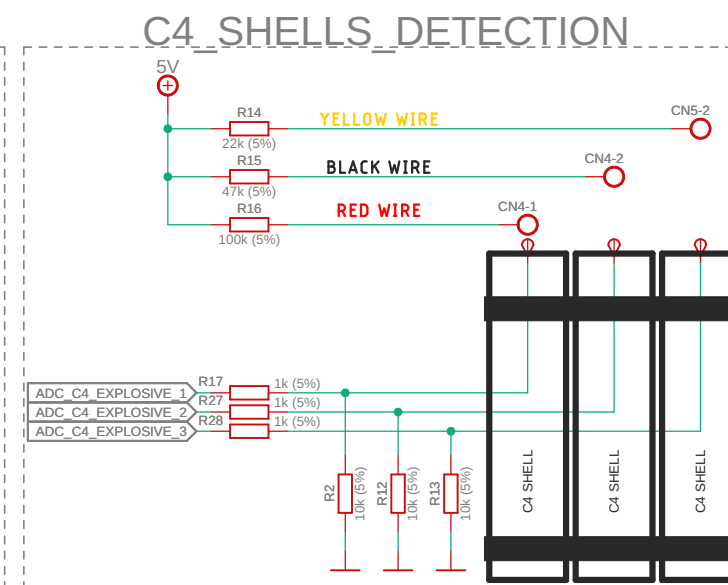 C4_SHELLS_DETECTION
5V
R14
22k (5%)
YELLOW WIRE
CN5-2
R15
47k (5%)
BLACK WIRE
CN4-2
R16
100k (5%)
RED WIRE
CN4-1
ADC_C4_EXPLOSIVE_1
R17
1k (5%)
ADC_C4_EXPLOSIVE_2
R27
1k (5%)
ADC_C4_EXPLOSIVE_3
R28
1k (5%)
R2
10k (5%)
R12
10k (5%)
R13
10k (5%)
C4 SHELL
C4 SHELL
C4 SHELL